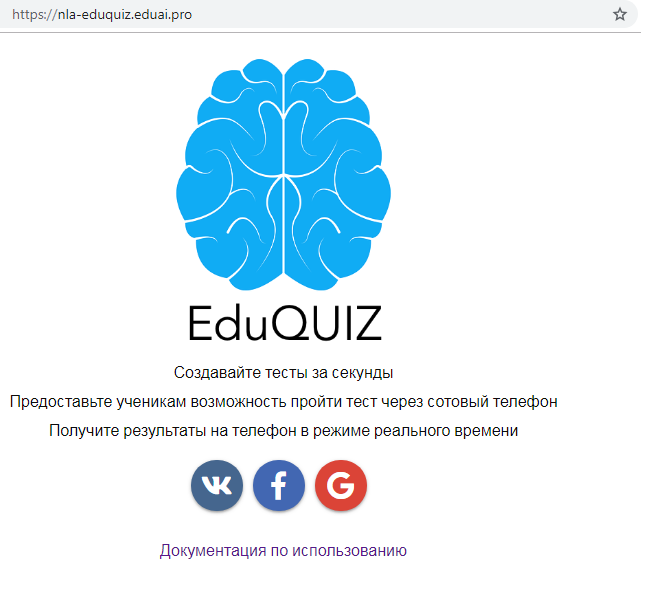 https://nla-eduquiz.eduai.pro
EduQUIZ
Создавайте тесты за секунды
Предоставьте ученикам возможность пройти тест через сотовый телефон
Получите результаты на телефон в режиме реального времени
Документация по использованию